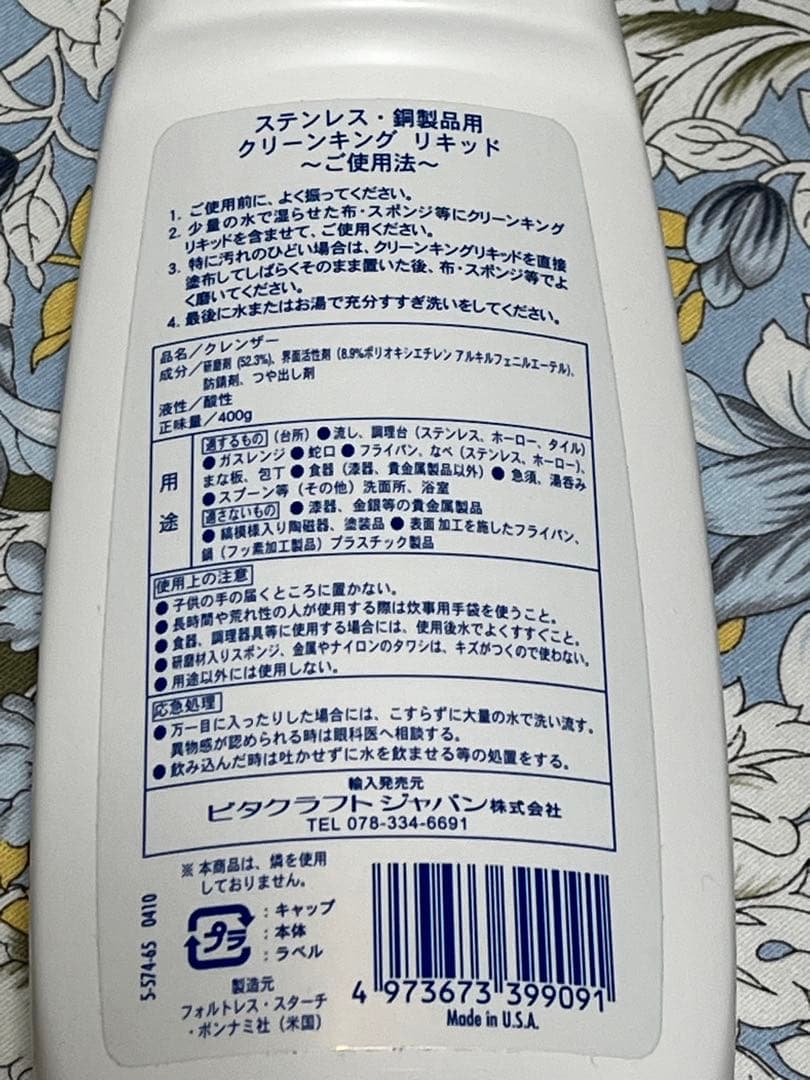 ステンレス・銅製品用
クリーンキング リキッド
〜ご使用法〜
1. ご使用前に、よく振ってください。
2. 少量の水で湿らせた布・スポンジ等にクリーンキング
リキッドを含ませて、ご使用ください。
3. 特に汚れのひどい場合は、クリーンキングリキッドを直接
塗布してしばらくそのまま置いた後、布・スポンジ等でよ
く磨いてください。
4. 最後に水またはお湯で充分すすぎ洗いをしてください。
品名/クレンザー
成分/研磨剤 (52.3%)、界面活性剤 (8.9%ポリオキシエチレン アルキルフェニルエーテル)、
防錆剤、つや出し剤
液性/酸性
正味量/400g
用途
適するもの (台所) ●流し、調理台 (ステンレス、ホーロー、タイル)
●ガスレンジ ●蛇口 ● フライパン、なべ (ステンレス、ホーロー)、
まな板、包丁 ●食器 (漆器、貴金属製品以外) ● 急須、湯呑み
●スプーン等 (その他) 洗面所、浴室
適さないもの ● 漆器、金銀等の貴金属製品
● 縞模様入り陶磁器、塗装品 ● 表面加工を施したフライパン、
鍋 (フッ素加工製品) プラスチック製品
使用上の注意
● 子供の手の届くところに置かない。
● 長時間や荒れ性の人が使用する際は炊事用手袋を使うこと。
● 食器、調理器具等に使用する場合には、使用後水でよくすすぐこと。
● 研磨材入りスポンジ、金属やナイロンのタワシは、キズがつくので使わない。
● 用途以外には使用しない。
応急処理
● 万一目に入ったりした場合には、こすらずに大量の水で洗い流す。
異物感が認められる時は眼科医へ相談する。
● 飲み込んだ時は吐かせずに水を飲ませる等の処置をする。
輸入発売元
ビタクラフト ジャパン株式会社
TEL 078-334-6691
※ 本商品は、燐を使用
しておりません。
プラ
: キャップ
: 本体
: ラベル
製造元
フォルトレス・スターチ
・ボンナミ社 (米国)
5-574-65 0410
4 973673 399091
Made in U.S.A.